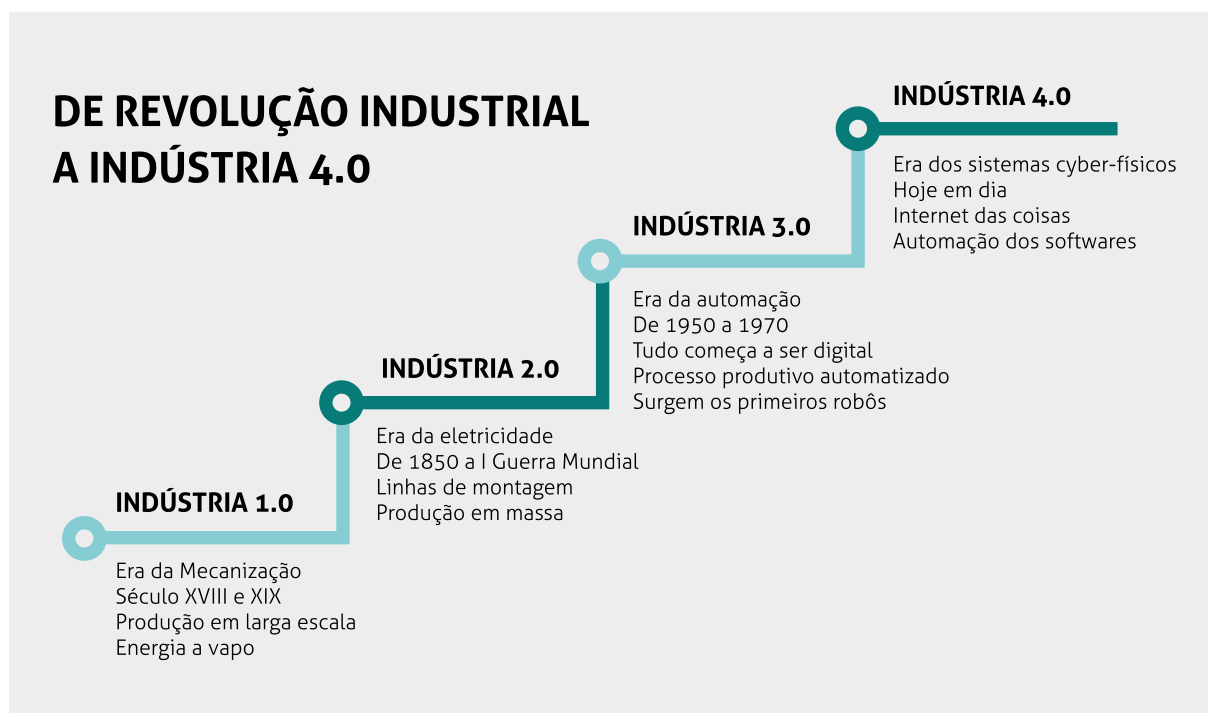 DE REVOLUÇÃO INDUSTRIAL
A INDÚSTRIA 4.0
INDÚSTRIA 1.0
Era da Mecanização
Século XVIII e XIX
Produção em larga escala
Energia a vapo
INDÚSTRIA 2.0
Era da eletricidade
De 1850 a I Guerra Mundial
Linhas de montagem
Produção em massa
INDÚSTRIA 3.0
Era da automação
De 1950 a 1970
Tudo começa a ser digital
Processo produtivo automatizado
Surgem os primeiros robôs
INDÚSTRIA 4.0
Era dos sistemas cyber-físicos
Hoje em dia
Internet das coisas
Automação dos softwares